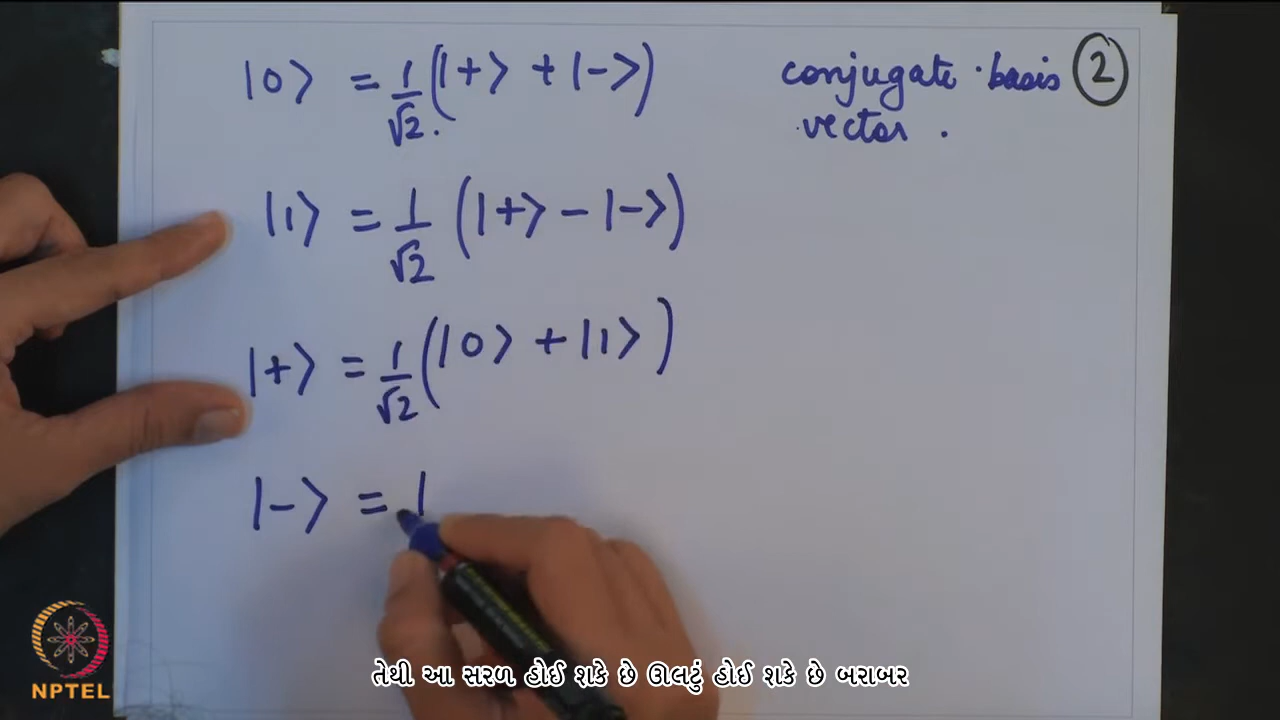 |0⟩ = 1/√2 (|+⟩ + |−⟩)
conjugate basis ②
vector .
|1⟩ = 1/√2 (|+⟩ − |−⟩)
|+⟩ = 1/√2 (|0⟩ + |1⟩)
|−⟩ = 1
NPTEL
તેથી આ સરળ હોઈ શકે છે ઊલટું હોઈ શકે છે બરાબર